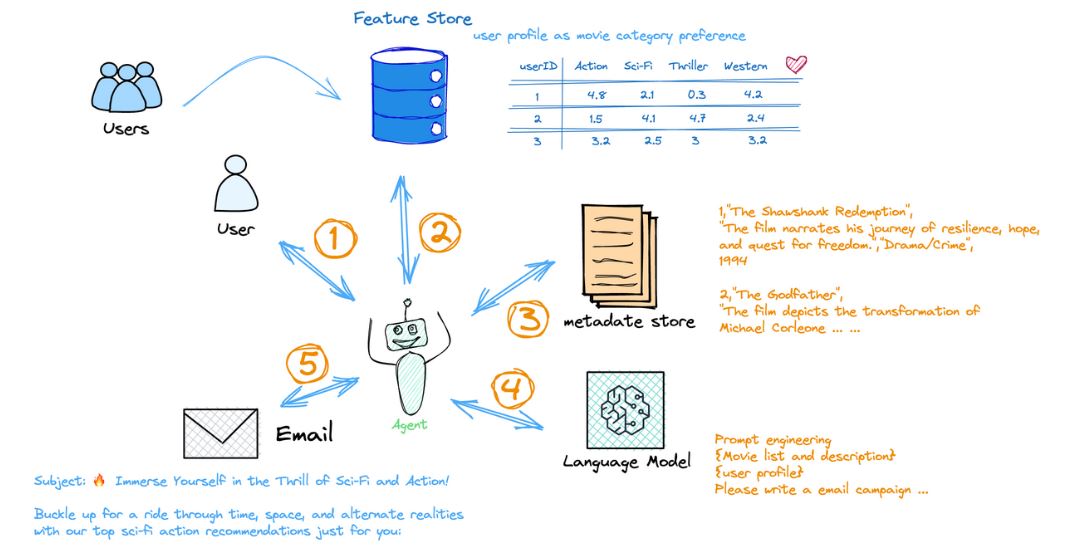 Feature Store
user profile as movie category preference
userID Action Sci-Fi Thriller Western
1 4.8 2.1 0.3 4.2
2 1.5 4.1 4.7 2.4
3 3.2 2.5 3 3.2
Users
User
1
2
3
metadate store
1,"The Shawshank Redemption",
"The film narrates his journey of resilience, hope,
and quest for freedom.","Drama/Crime",
1994
2,"The Godfather",
"The film depicts the transformation of
Michael Corleone ... ...
5
4
Agent
Email
Language Model
Prompt engineering
{Movie list and description}
{user profile}
Please write a email campaign ...
Subject: 🔥 Immerse Yourself in the Thrill of Sci-Fi and Action!
Buckle up for a ride through time, space, and alternate realities
with our top sci-fi action recommendations just for you: